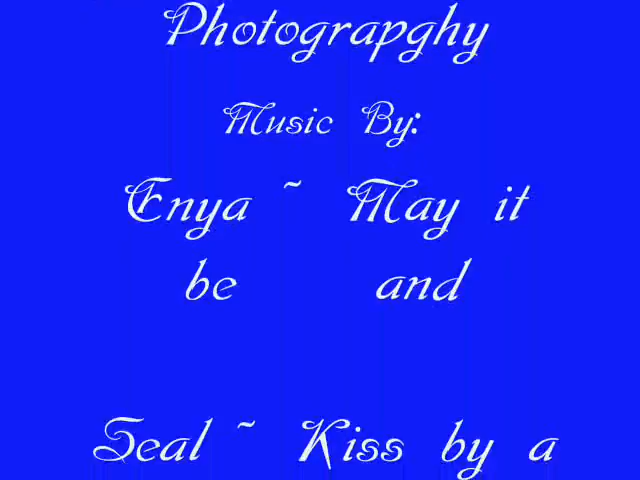 Photograpghy
Music By:
Enya ~ May it
be and
Seal ~ Kiss by a